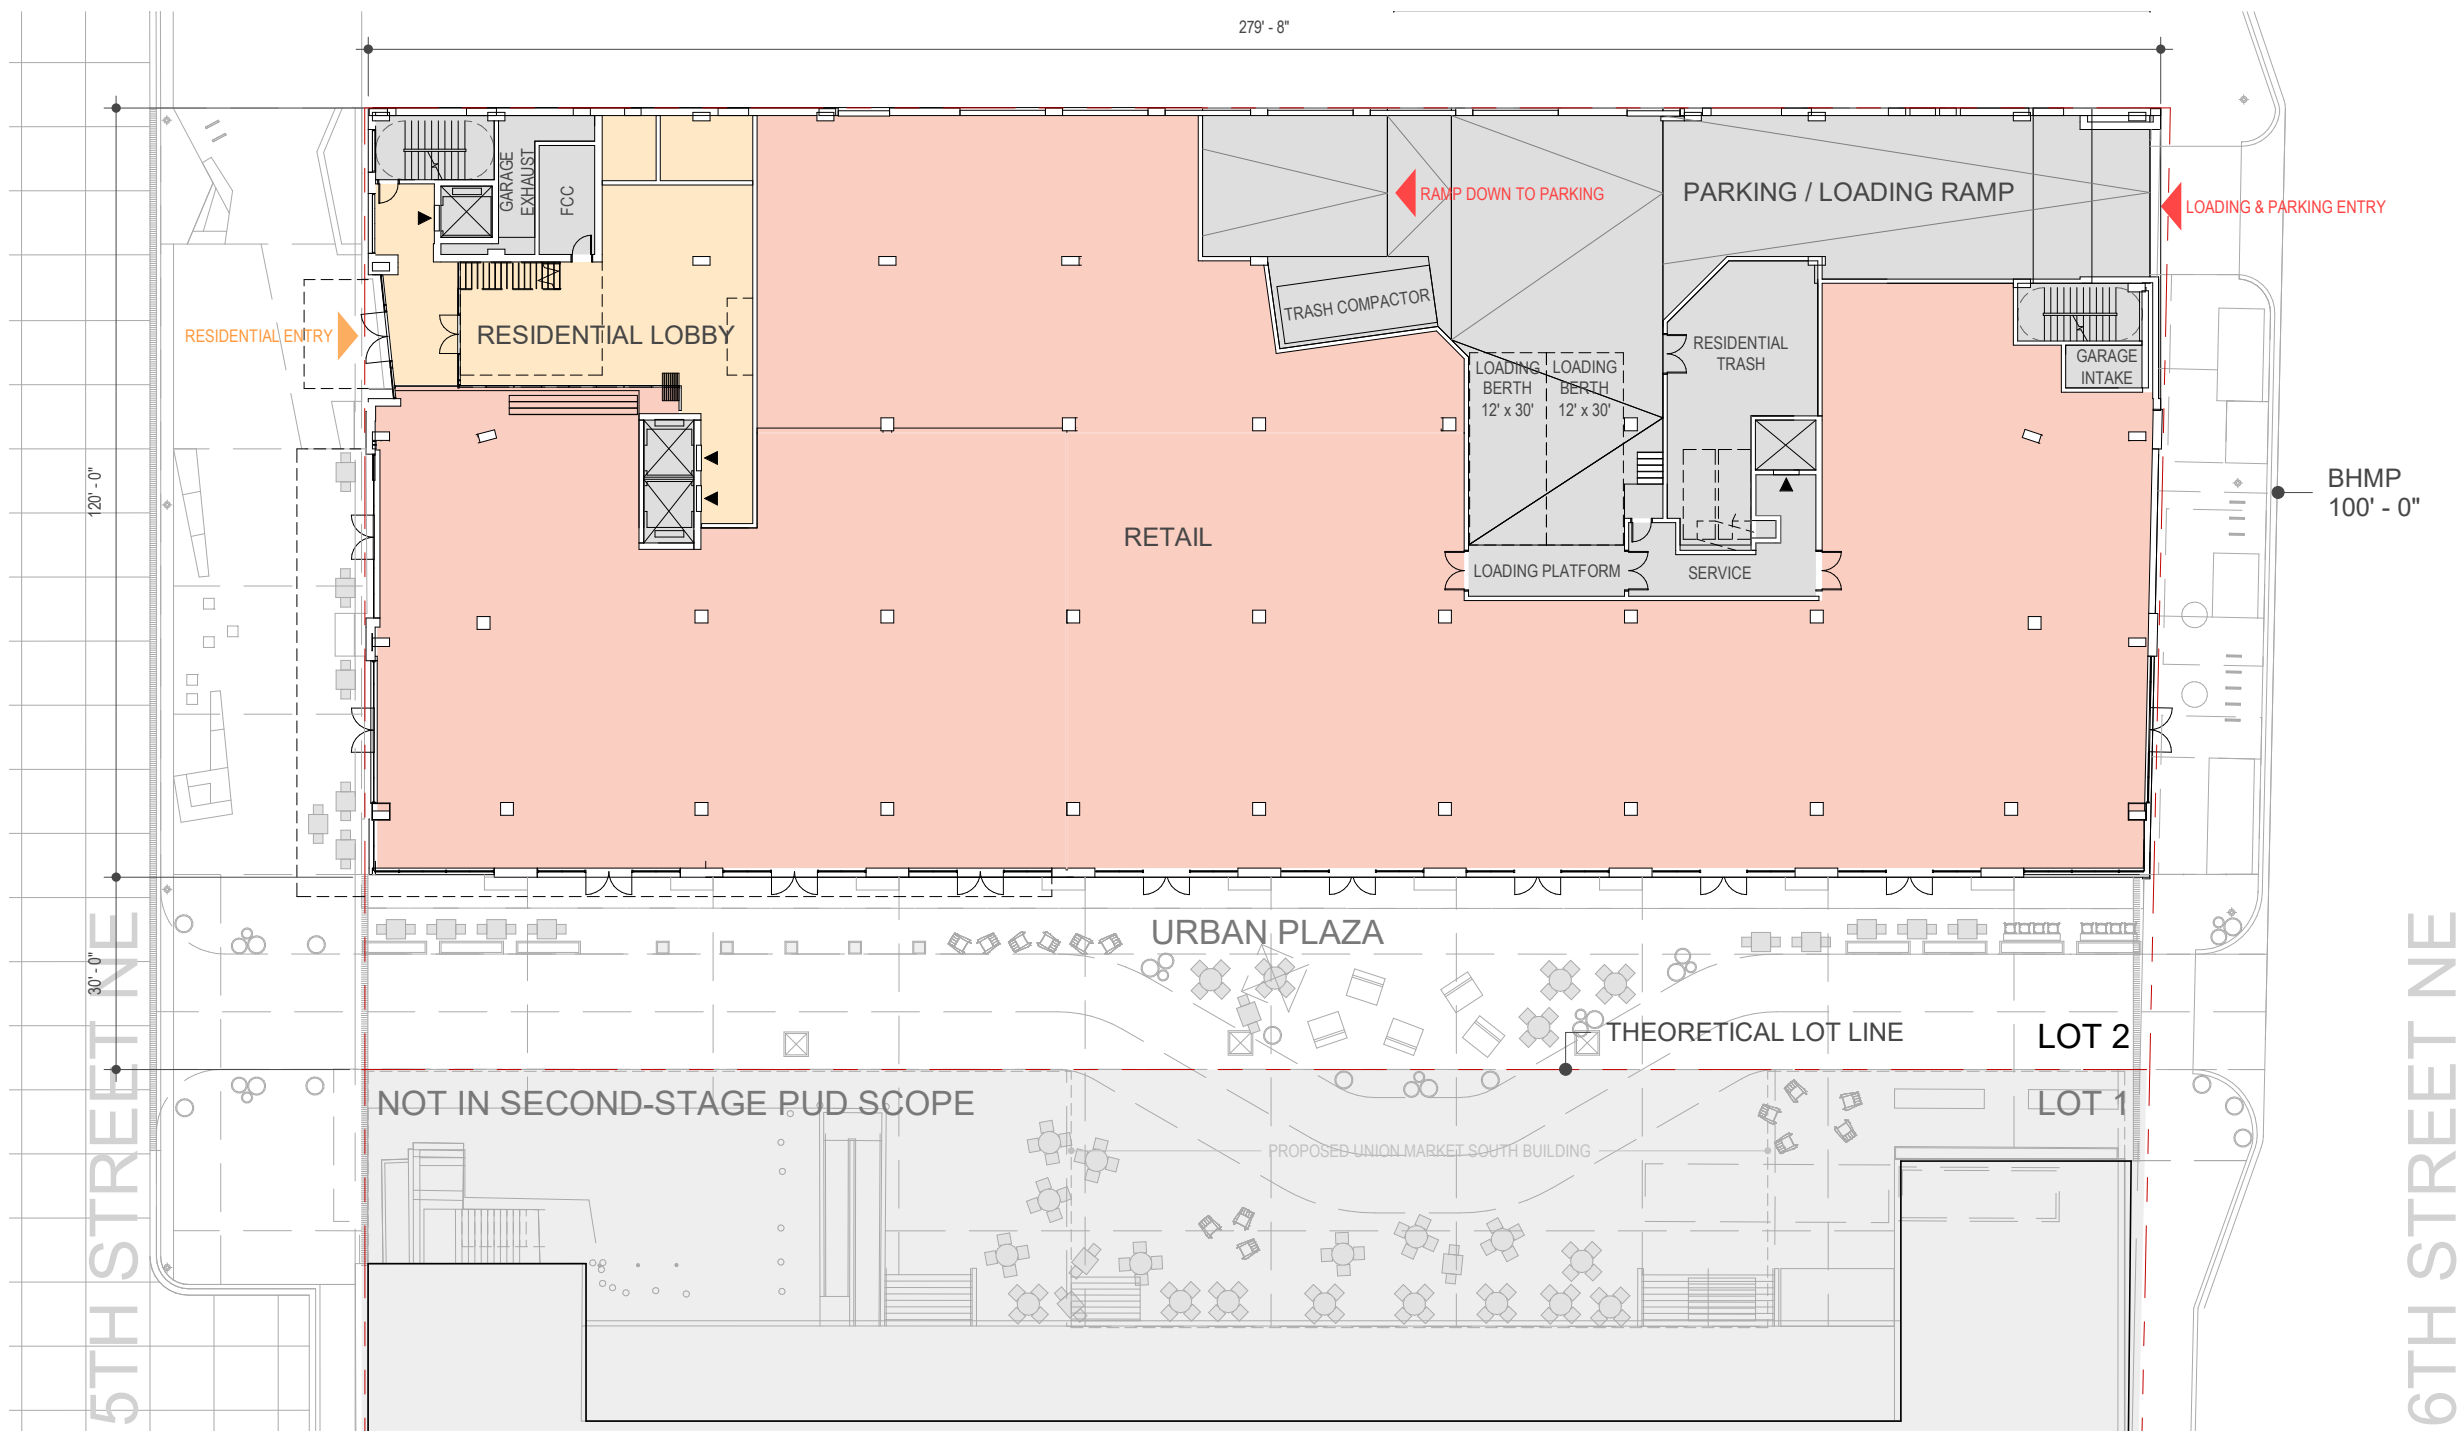 279' - 8"
GARAGE
EXHAUST
FCC
RAMP DOWN TO PARKING
PARKING / LOADING RAMP
LOADING & PARKING ENTRY
TRASH COMPACTOR
RESIDENTIAL ENTRY
RESIDENTIAL LOBBY
RESIDENTIAL
TRASH
GARAGE
INTAKE
LOADING
BERTH
12' x 30'
LOADING
BERTH
12' x 30'
120' - 0"
BHMP
100' - 0"
RETAIL
LOADING PLATFORM
SERVICE
URBAN PLAZA
30' - 0"
THEORETICAL LOT LINE
LOT 2
NOT IN SECOND-STAGE PUD SCOPE
LOT 1
PROPOSED UNION MARKET SOUTH BUILDING
5TH STREET NE
6TH STREET NE